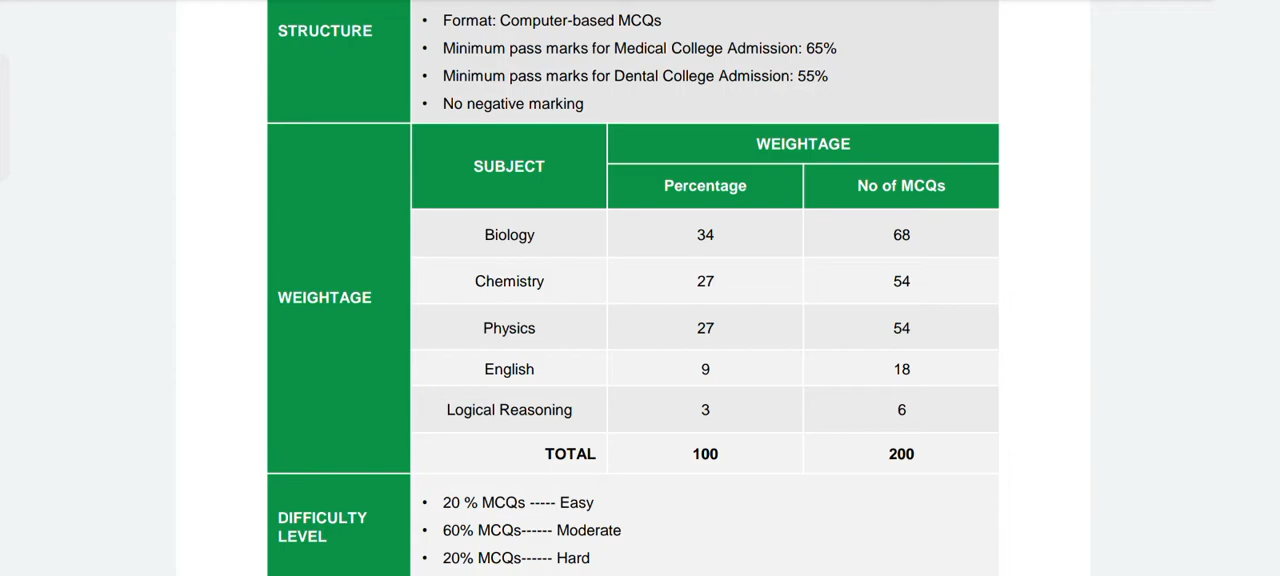 STRUCTURE
• Format: Computer-based MCQs
• Minimum pass marks for Medical College Admission: 65%
• Minimum pass marks for Dental College Admission: 55%
• No negative marking
WEIGHTAGE
SUBJECT
WEIGHTAGE
Percentage No of MCQs
Biology 34 68
Chemistry 27 54
Physics 27 54
English 9 18
Logical Reasoning 3 6
TOTAL 100 200
DIFFICULTY
LEVEL
• 20 % MCQs ----- Easy
• 60% MCQs------ Moderate
• 20% MCQs------ Hard